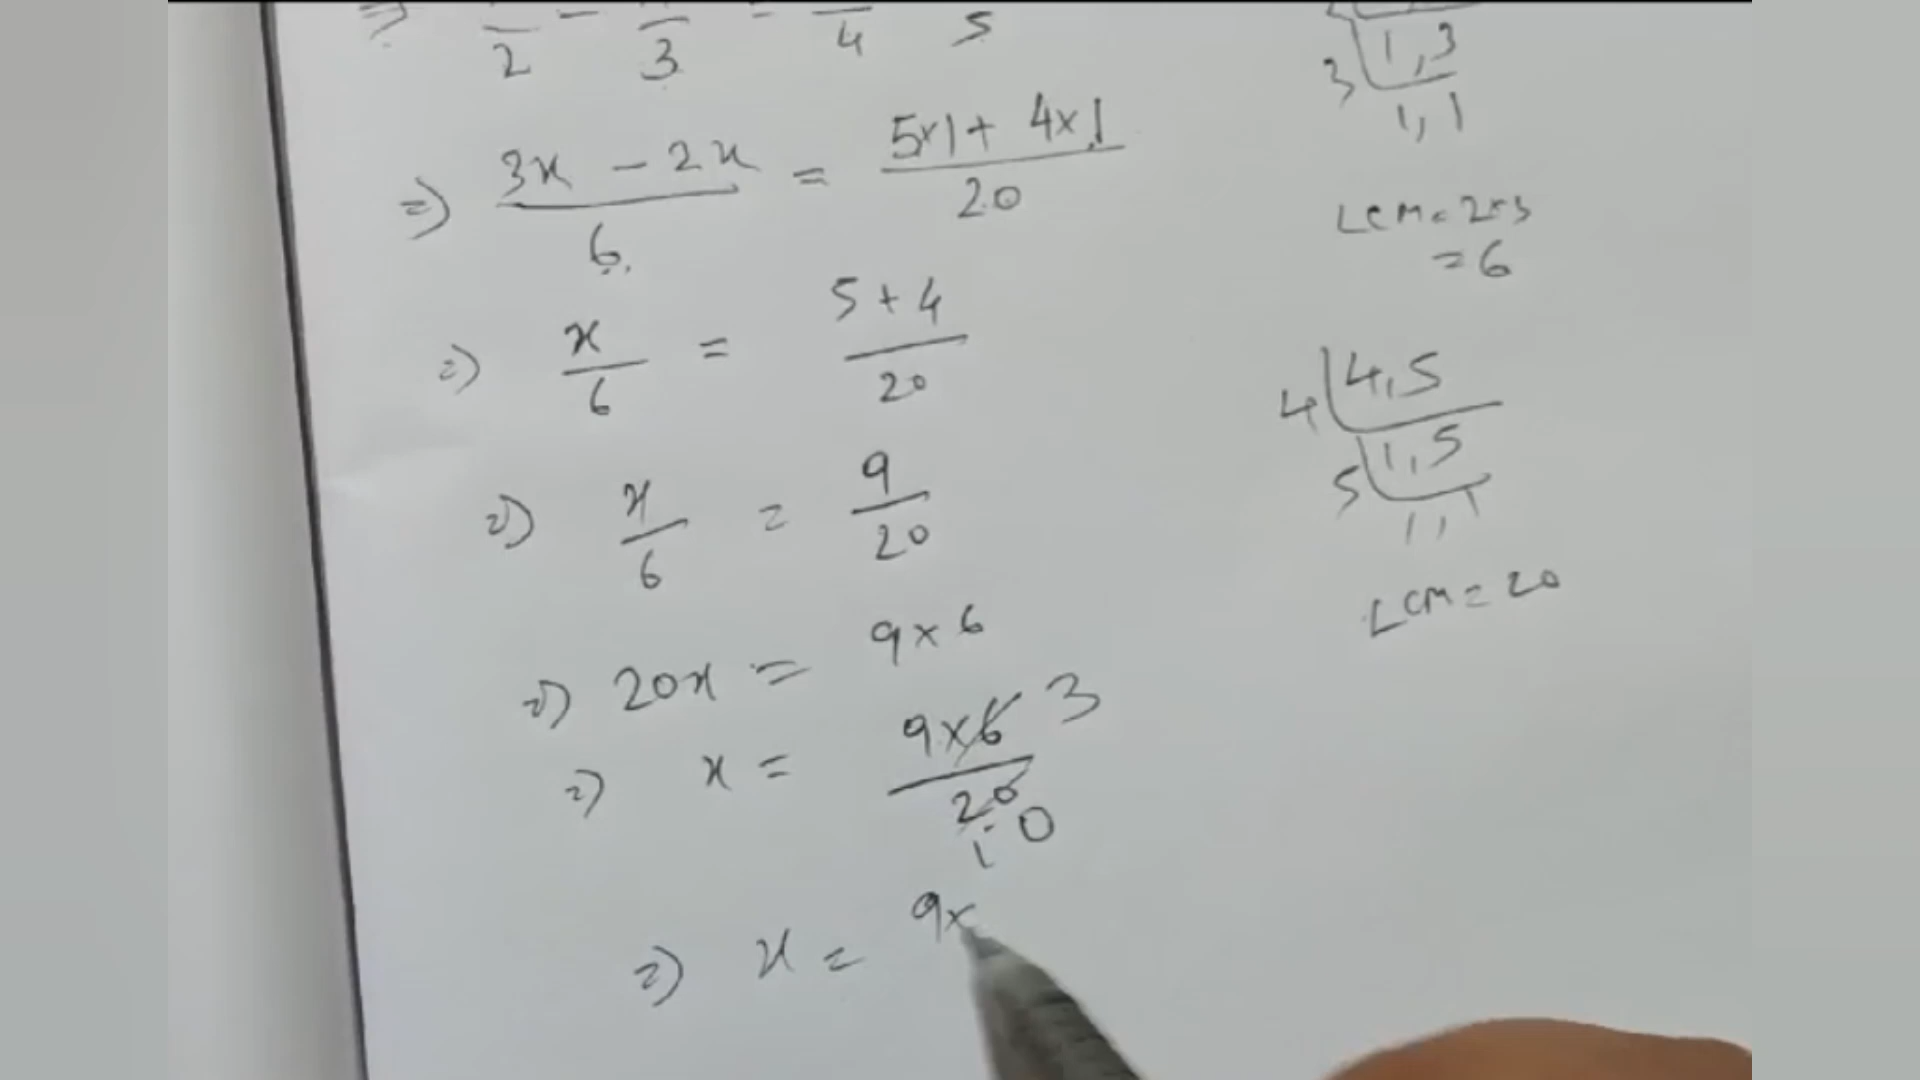 => /2 - /3 = /4 5
=> (3x - 2x)/6 = (5×1 + 4×1)/20
=> x/6 = (5 + 4)/20
=> x/6 = 9/20
=> 20x = 9×6
=> x = 9×6/20 3 10
=> x = 9×
3 1,3
1,1
LCM = 2×3
= 6
4 4,5
5 1,5
1,1
LCM = 20